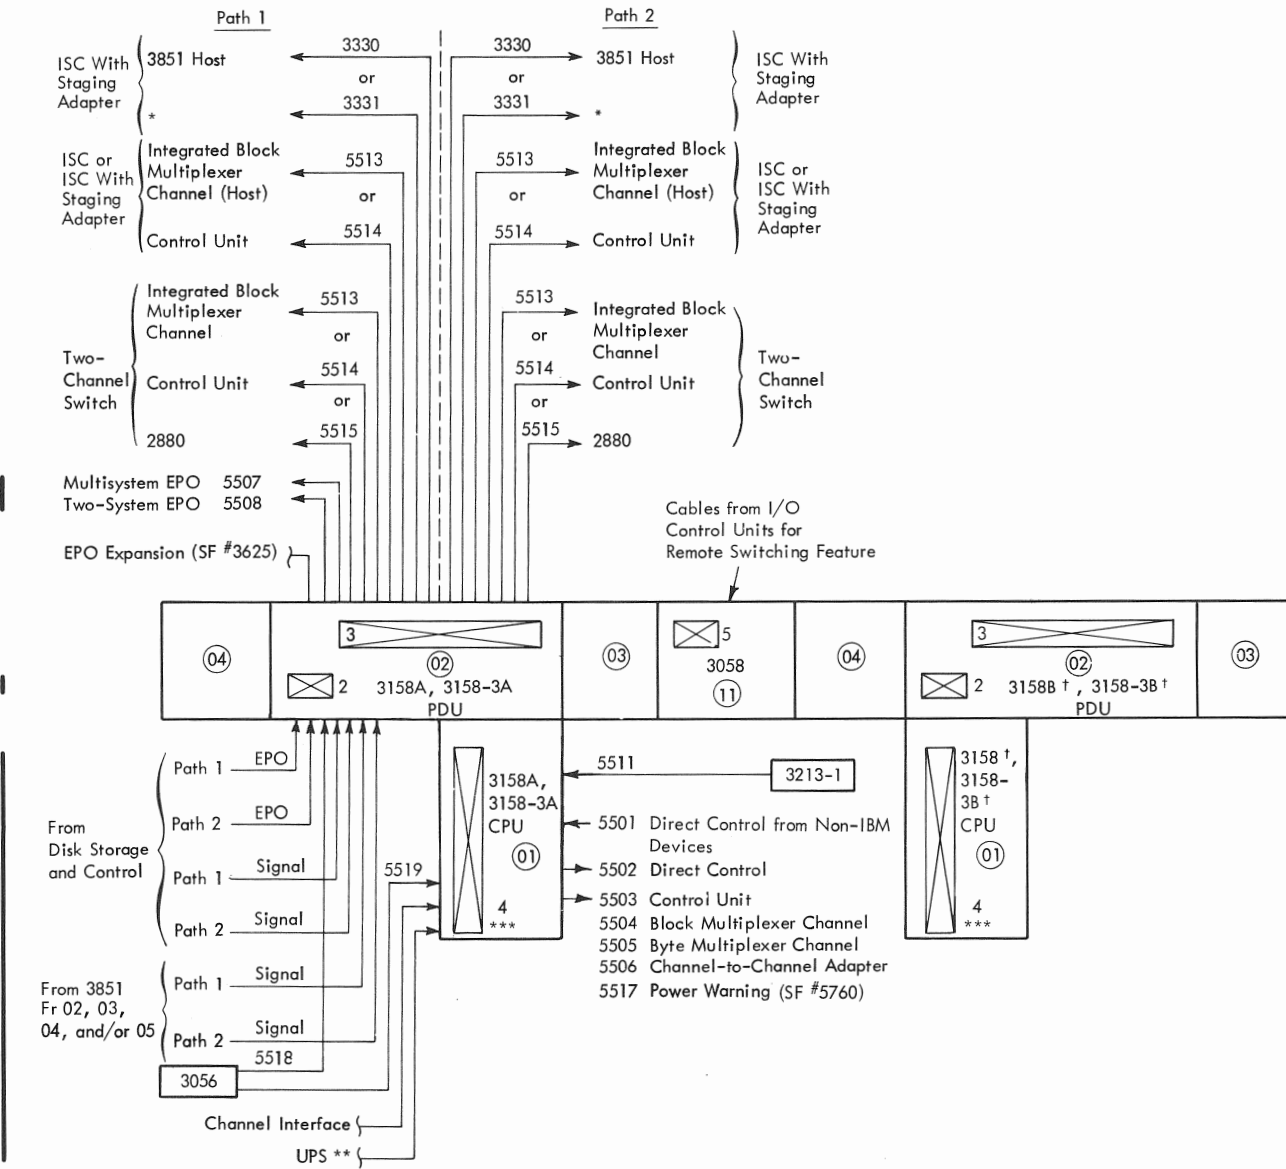 Path 1
Path 2
ISC With
Staging
Adapter
3851 Host
3330
or
3331
*
3330
or
3331
3851 Host
*
ISC With
Staging
Adapter
ISC or
ISC With
Staging
Adapter
Integrated Block
Multiplexer
Channel (Host)
Control Unit
5513
or
5514
5513
or
5514
Integrated Block
Multiplexer
Channel (Host)
Control Unit
ISC or
ISC With
Staging
Adapter
Two-
Channel
Switch
Integrated Block
Multiplexer
Channel
Control Unit
2880
5513
or
5514
or
5515
5513
or
5514
or
5515
Integrated Block
Multiplexer
Channel
Control Unit
2880
Two-
Channel
Switch
Multisystem EPO 5507
Two-System EPO 5508
EPO Expansion (SF #3625)
Cables from I/O
Control Units for
Remote Switching Feature
04
3
02
2
3158A, 3158-3A
PDU
03
5
3058
11
04
3
02
2
3158B †, 3158-3B †
PDU
03
From
Disk Storage
and Control
Path 1 EPO
Path 2 EPO
Path 1 Signal
Path 2 Signal
From 3851
Fr 02, 03,
04, and/or 05
Path 1 Signal
Path 2 Signal
3056
5518
5519
Channel Interface
UPS **
3158A,
3158-3A
CPU
01
4
***
5511
3213-1
5501 Direct Control from Non-IBM
Devices
5502 Direct Control
5503 Control Unit
5504 Block Multiplexer Channel
5505 Byte Multiplexer Channel
5506 Channel-to-Channel Adapter
5517 Power Warning (SF #5760)
3158 †,
3158-
3B †
CPU
01
4
***